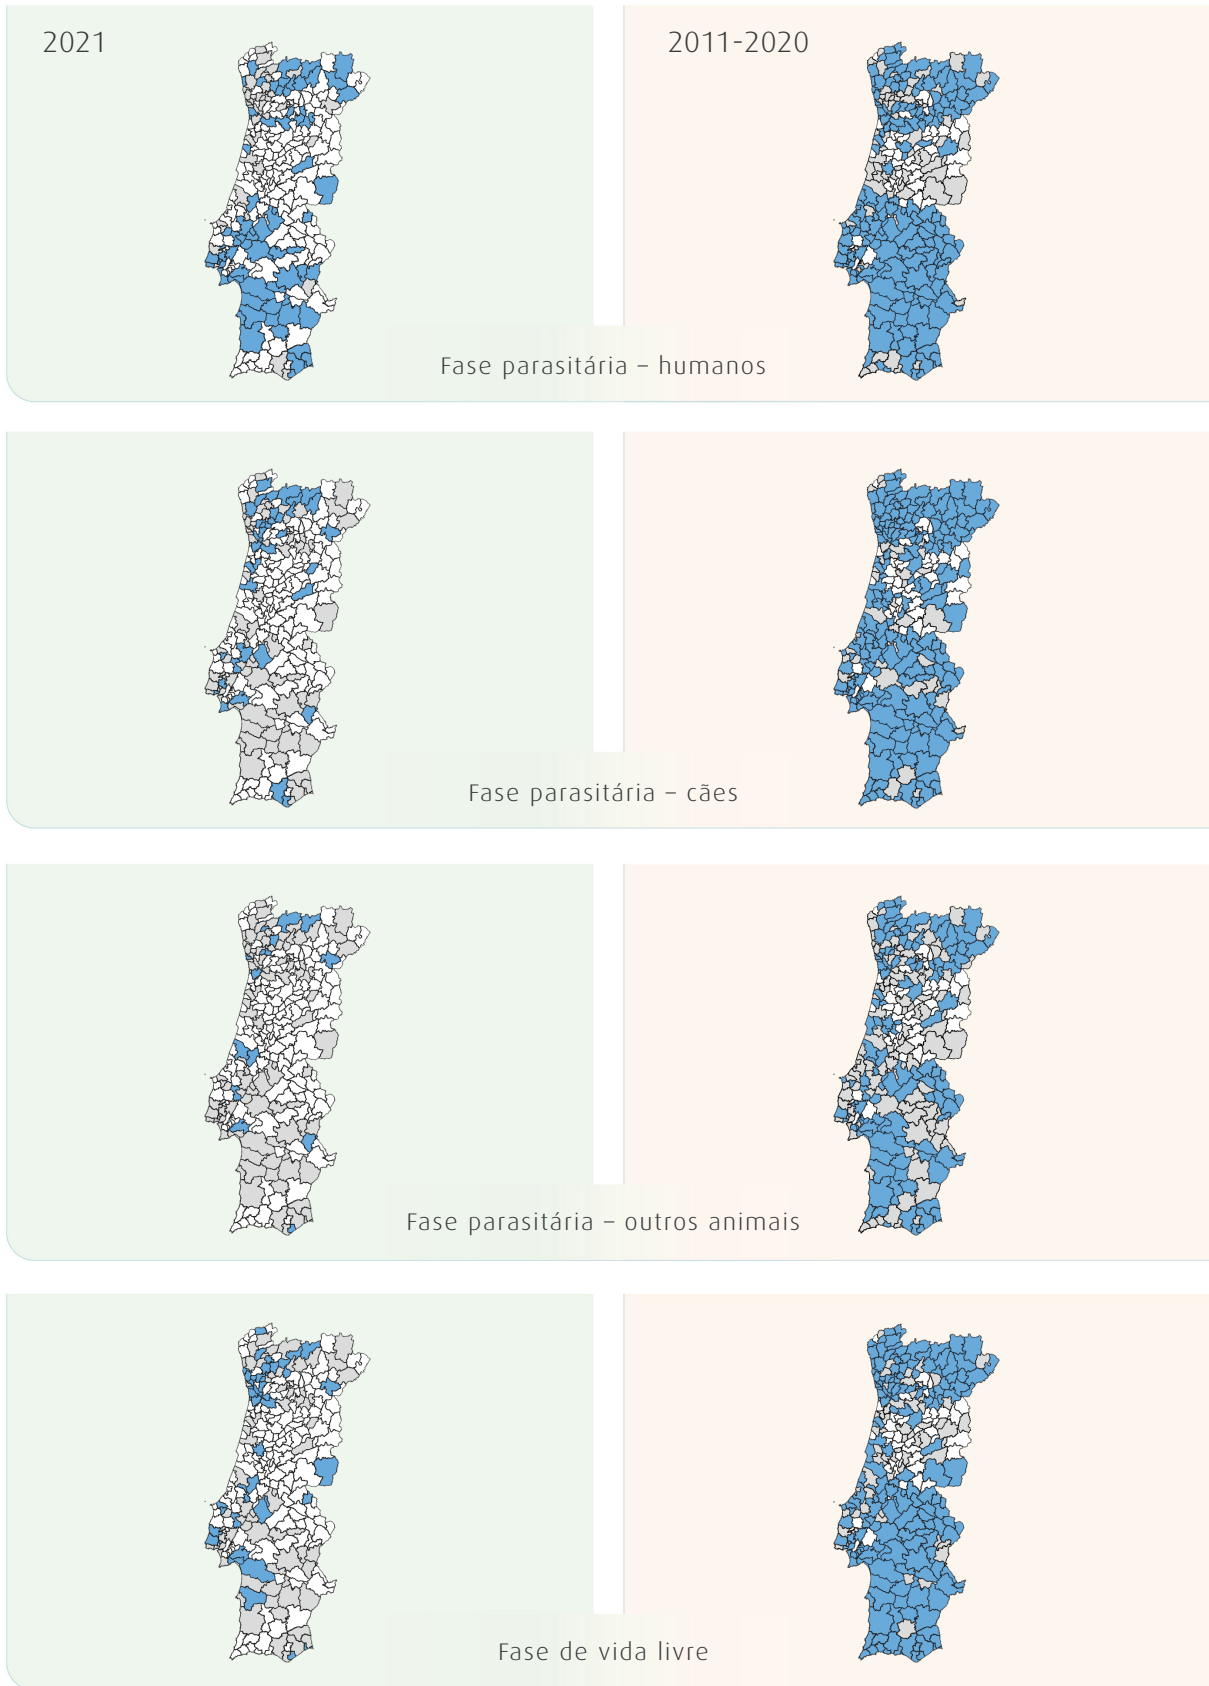 2021
2011-2020
Fase parasitária – humanos
Fase parasitária – cães
Fase parasitária – outros animais
Fase de vida livre